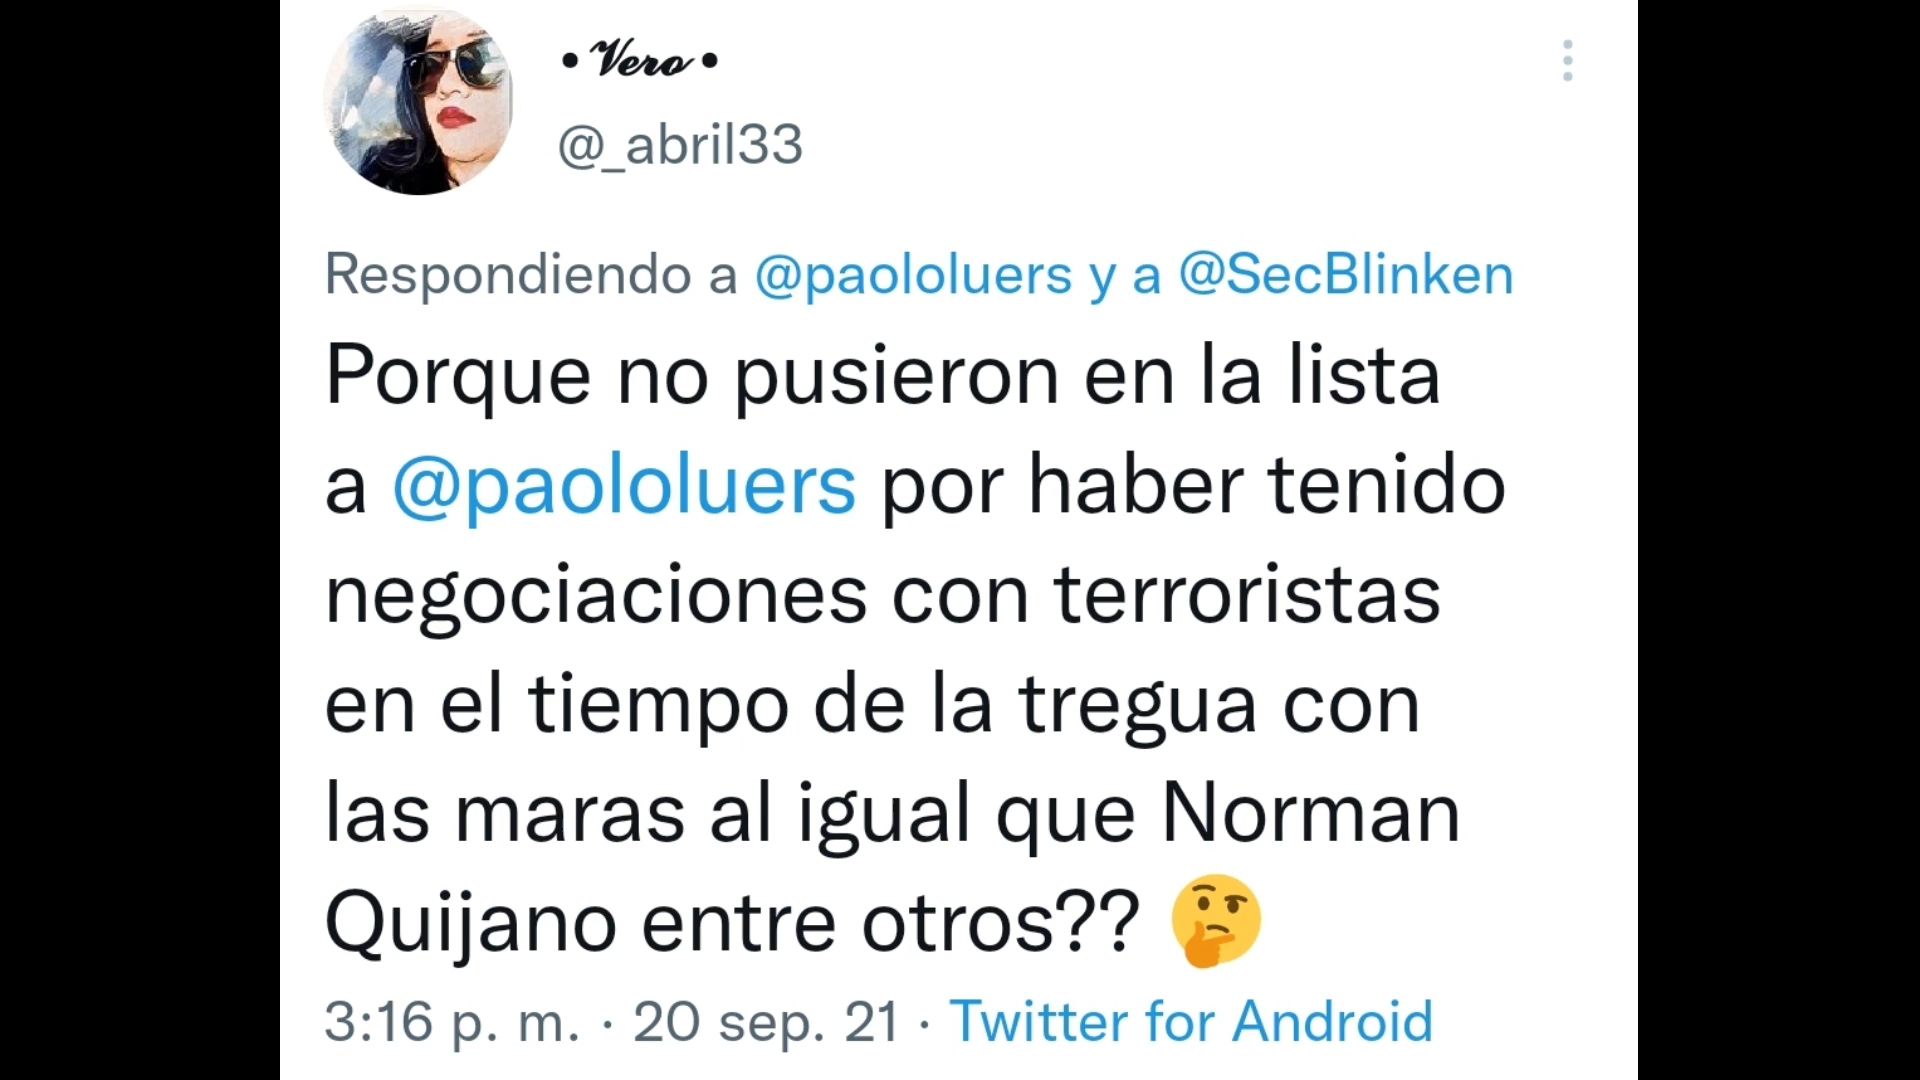 • Vero •
@_abril33
Respondiendo a @paololuers y a @SecBlinken
Porque no pusieron en la lista
a @paololuers por haber tenido
negociaciones con terroristas
en el tiempo de la tregua con
las maras al igual que Norman
Quijano entre otros?? 🤔
3:16 p. m. · 20 sep. 21 · Twitter for Android